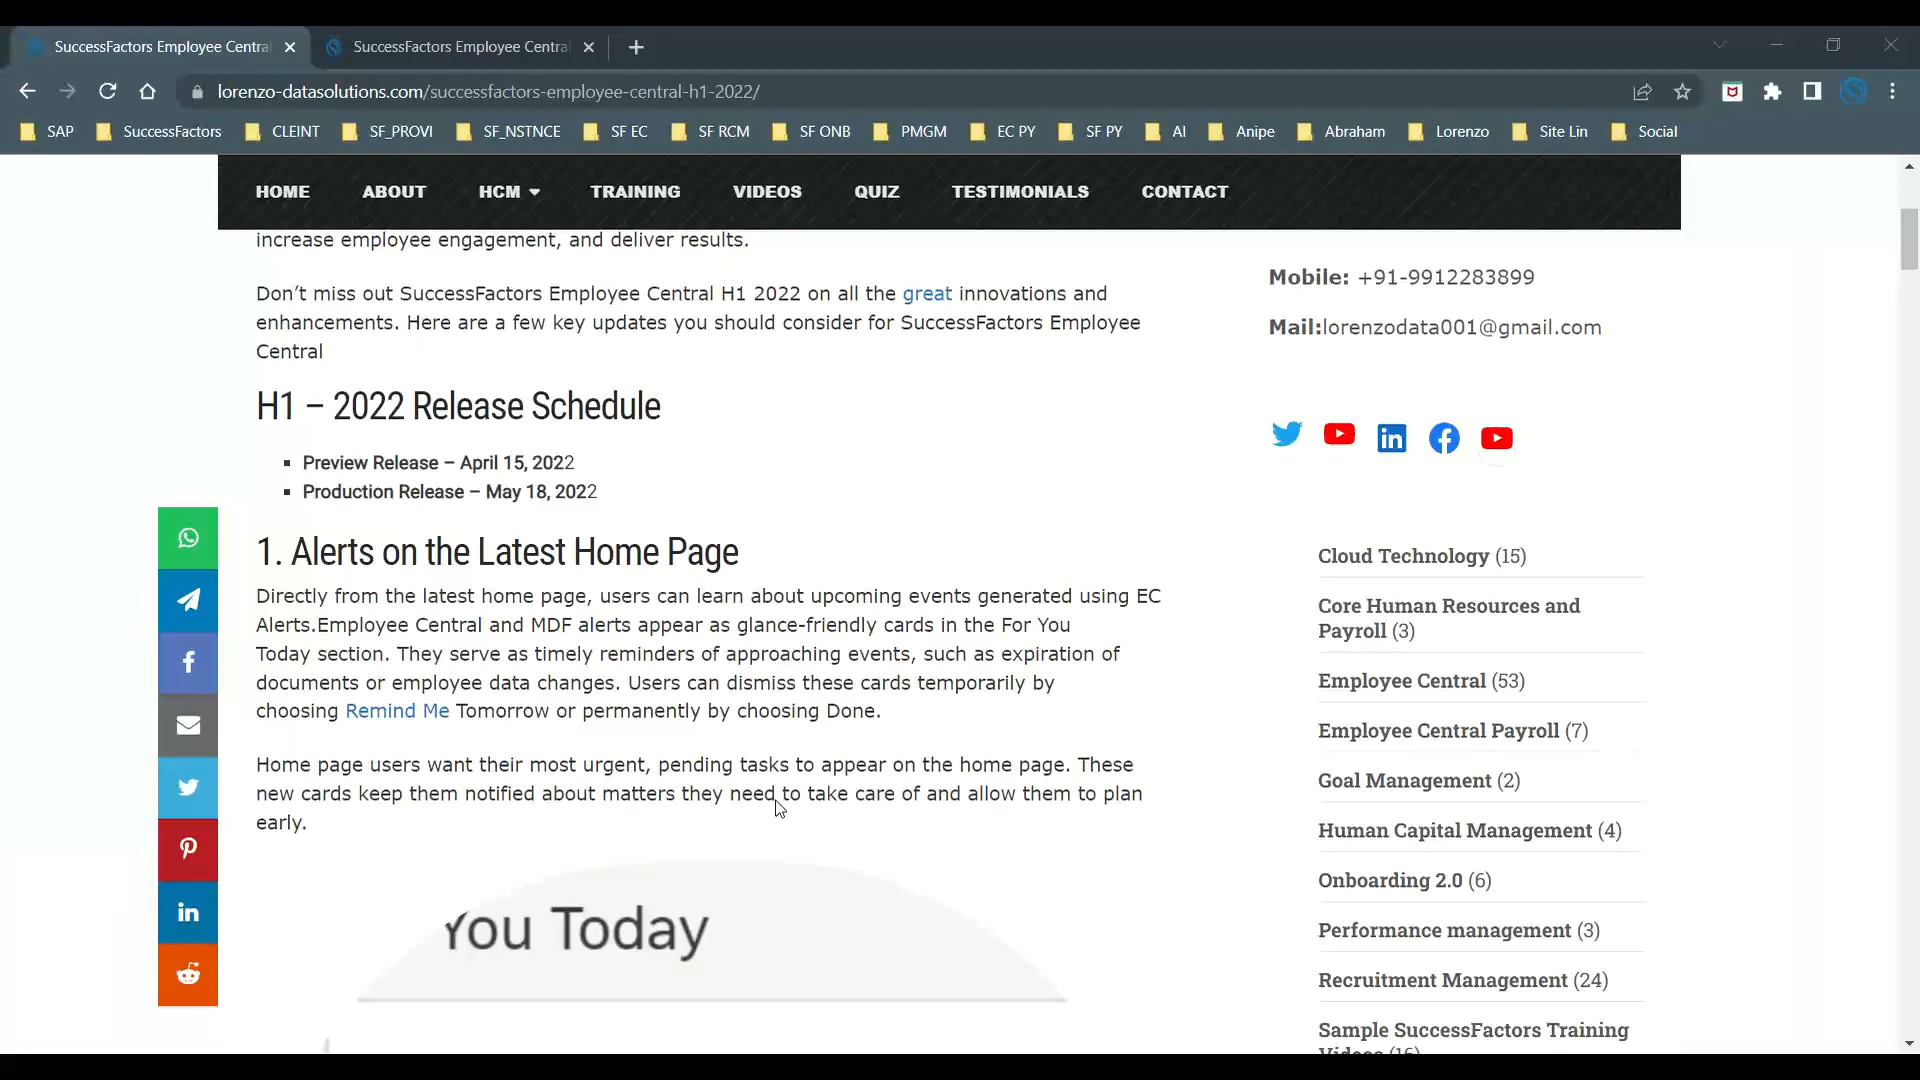 SuccessFactors Employee Centra
SuccessFactors Employee Centra
lorenzo-datasolutions.com/successfactors-employee-central-h1-2022/
SAP SuccessFactors CLEINT SF_PROVI SF_NSTNCE SF EC SF RCM SF ONB PMGM EC PY SF PY AI Anipe Abraham Lorenzo Site Lin Social
HOME ABOUT HCM TRAINING VIDEOS QUIZ TESTIMONIALS CONTACT
increase employee engagement, and deliver results.
Don’t miss out SuccessFactors Employee Central H1 2022 on all the great innovations and
enhancements. Here are a few key updates you should consider for SuccessFactors Employee
Central
H1 – 2022 Release Schedule
▪ Preview Release – April 15, 2022
▪ Production Release – May 18, 2022
1. Alerts on the Latest Home Page
Directly from the latest home page, users can learn about upcoming events generated using EC
Alerts.Employee Central and MDF alerts appear as glance-friendly cards in the For You
Today section. They serve as timely reminders of approaching events, such as expiration of
documents or employee data changes. Users can dismiss these cards temporarily by
choosing Remind Me Tomorrow or permanently by choosing Done.
Home page users want their most urgent, pending tasks to appear on the home page. These
new cards keep them notified about matters they need to take care of and allow them to plan
early.
You Today
Mobile: +91-9912283899
Mail:lorenzodata001@gmail.com
Cloud Technology (15)
Core Human Resources and
Payroll (3)
Employee Central (53)
Employee Central Payroll (7)
Goal Management (2)
Human Capital Management (4)
Onboarding 2.0 (6)
Performance management (3)
Recruitment Management (24)
Sample SuccessFactors Training
Videos (16)